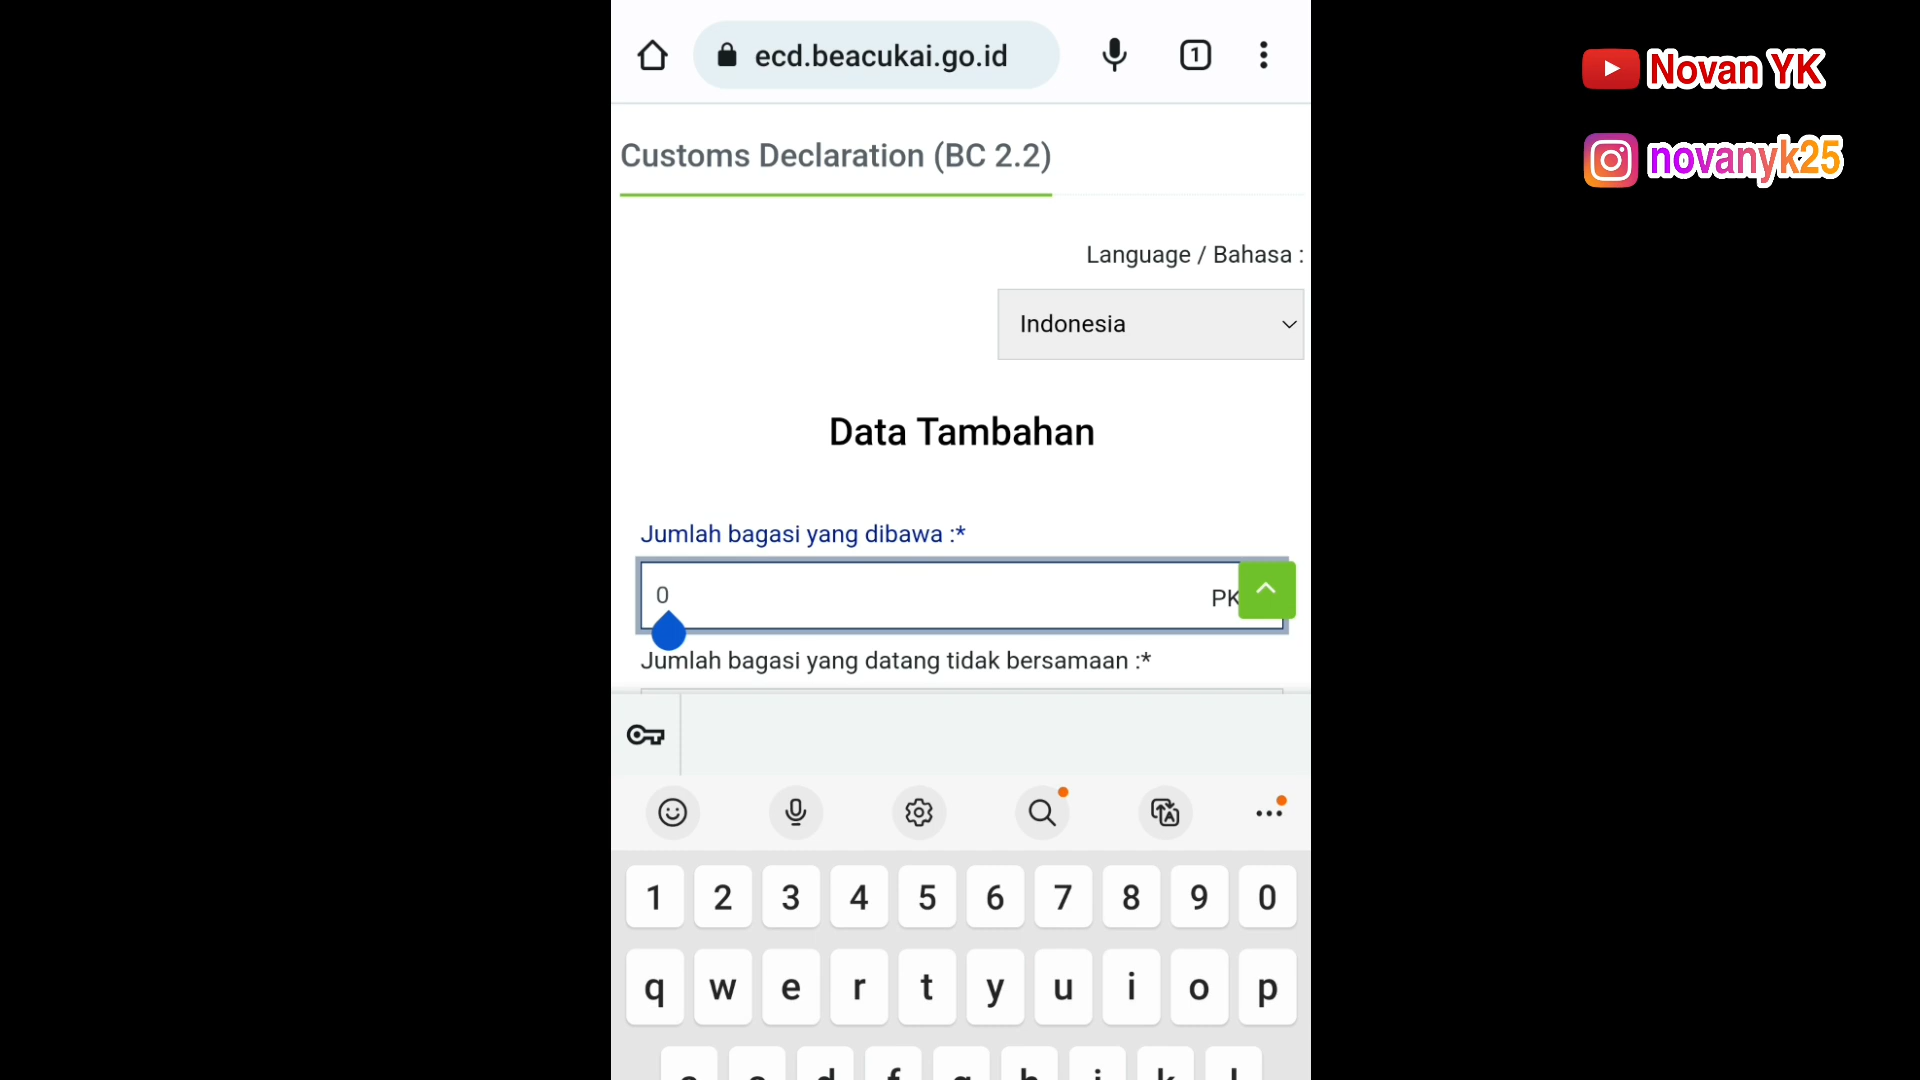 ecd.beacukai.go.id
1
Novan YK
novanyk25
Customs Declaration (BC 2.2)
Language / Bahasa :
Indonesia
Data Tambahan
Jumlah bagasi yang dibawa :*
0
Jumlah bagasi yang datang tidak bersamaan :*
1 2 3 4 5 6 7 8 9 0
q w e r t y u i o p